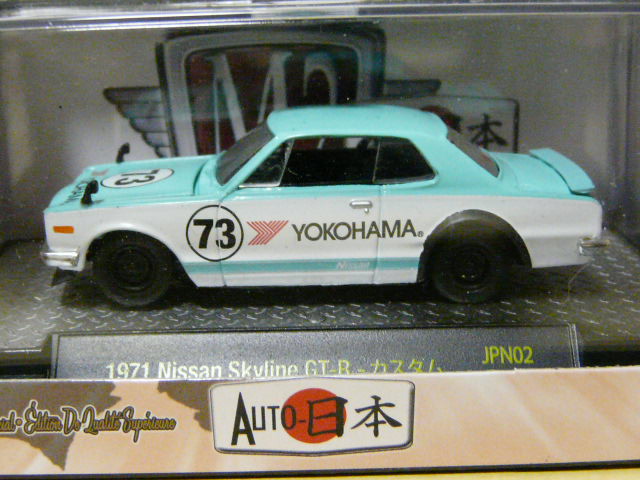 M2
日本
73
73
YOKOHAMA®
Nissan
1971 Nissan Skyline GT-R - カスタム
JPN02
Édition De Qualité Supérieure
AUTO-日本